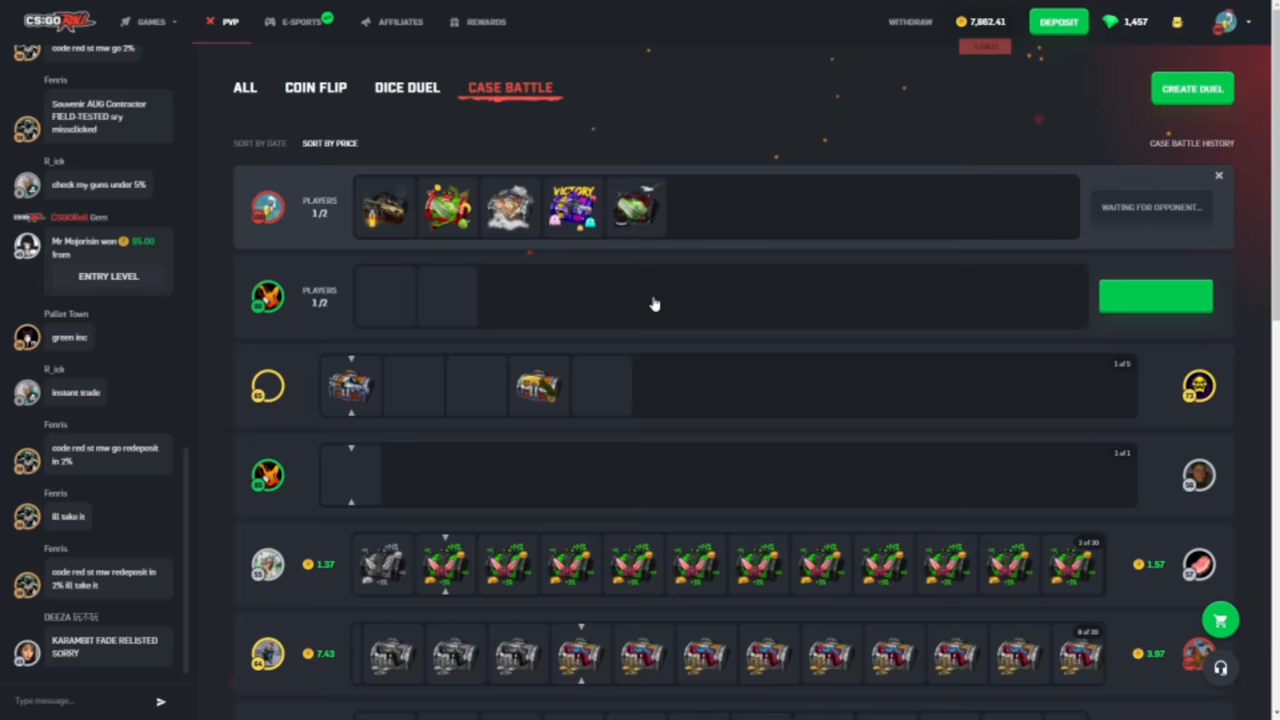 CS:GO ROLL
GAMES
PVP
E-SPORTS
AFFILIATES
REWARDS
WITHDRAW
7,862.41
DEPOSIT
1,457
code red st mw go 2%
Fenris
Souvenir AUG Contractor
FIELD-TESTED sry
missclicked
R_ick
check my guns under 5%
CSGORoll Gem
Mr Mojorisin won 95.00
from
ENTRY LEVEL
Pallet Town
green inc
R_ick
Instant trade
Fenris
code red st mw go redeposit
in 2%
Fenris
ill take it
Fenris
code red st mw redeposit in
2% ill take it
DEEZA 玩不玩
KARAMBIT FADE RELISTED
SORRY
Type message...
ALL
COIN FLIP
DICE DUEL
CASE BATTLE
CREATE DUEL
SORT BY DATE
SORT BY PRICE
CASE BATTLE HISTORY
PLAYERS
1/2
VICTORY
WAITING FOR OPPONENT...
PLAYERS
1/2
1 of 5
1 of 1
1.37
1.57
7.43
3.97